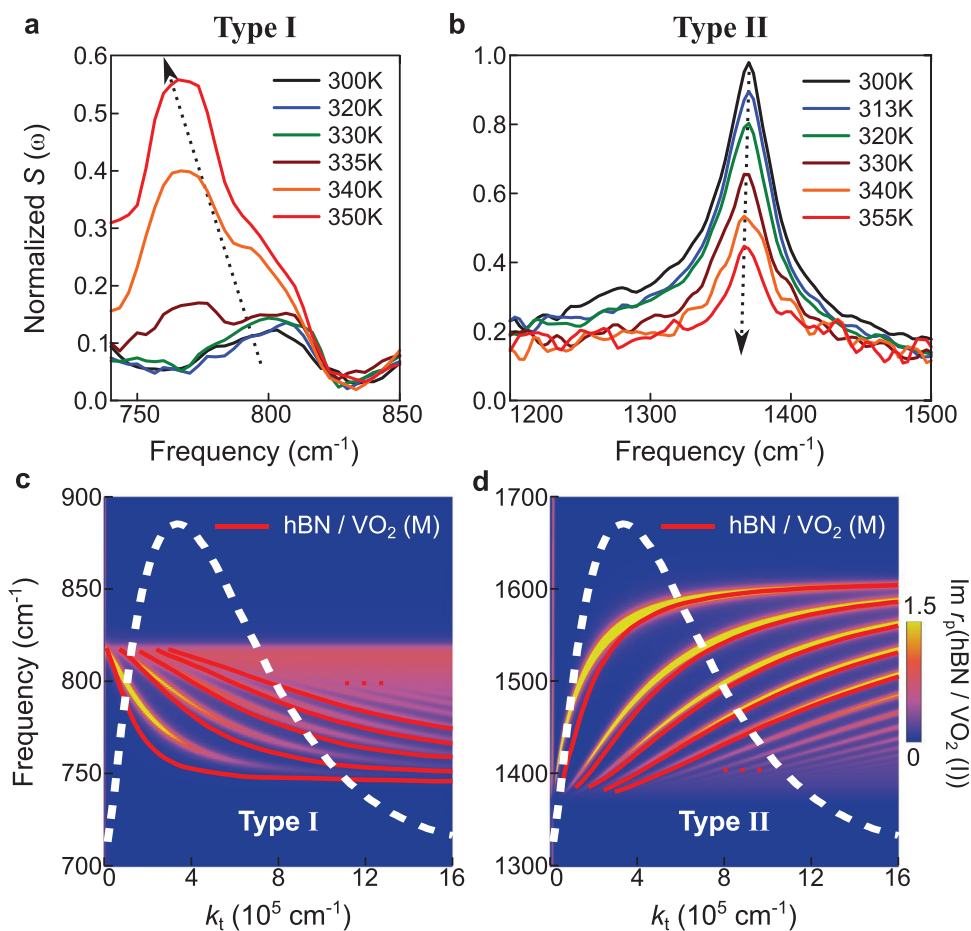 a Type I
0.6
0.5
0.4
0.3
0.2
0.1
0.0
Normalized S (ω)
300K
320K
330K
335K
340K
350K
750 800 850
Frequency (cm⁻¹)
b Type II
1.0
0.8
0.6
0.4
0.2
0.0
300K
313K
320K
330K
340K
355K
1200 1300 1400 1500
Frequency (cm⁻¹)
c
900
800
750
700
Frequency (cm⁻¹)
hBN / VO₂ (M)
Type I
0 4 8 12 16
kₜ (10⁵ cm⁻¹)
d
1700
1600
1500
1400
1300
hBN / VO₂ (M)
Type II
0 4 8 12 16
kₜ (10⁵ cm⁻¹)
1.5
0
Im rₚ(hBN / VO₂ (I))